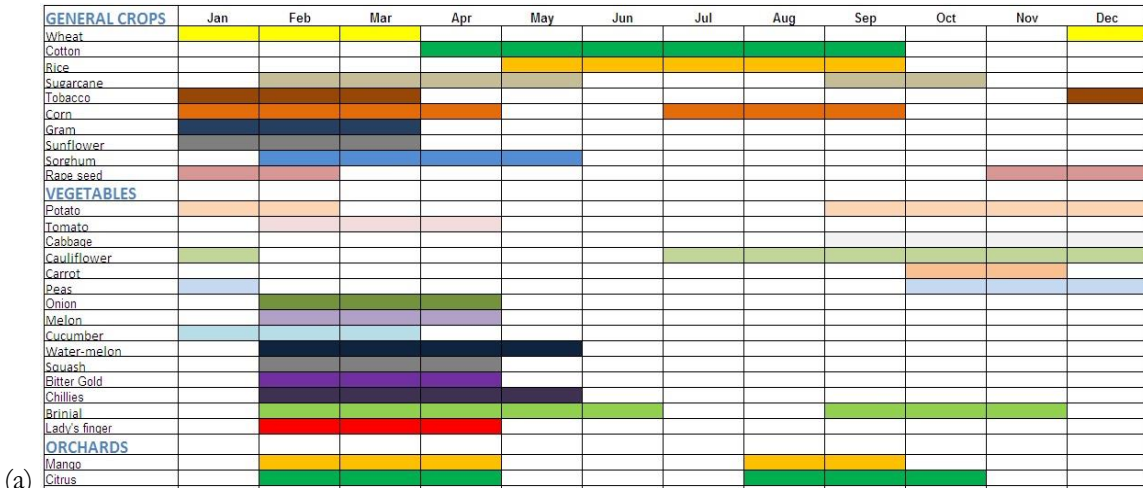 GENERAL CROPS Jan Feb Mar Apr May Jun Jul Aug Sep Oct Nov Dec
Wheat
Cotton
Rice
Sugarcane
Tobacco
Corn
Gram
Sunflower
Sorghum
Rape seed
VEGETABLES
Potato
Tomato
Cabbage
Cauliflower
Carrot
Peas
Onion
Melon
Cucumber
Water-melon
Squash
Bitter Gold
Chillies
Brinjal
Lady's finger
ORCHARDS
Mango
(a) Citrus